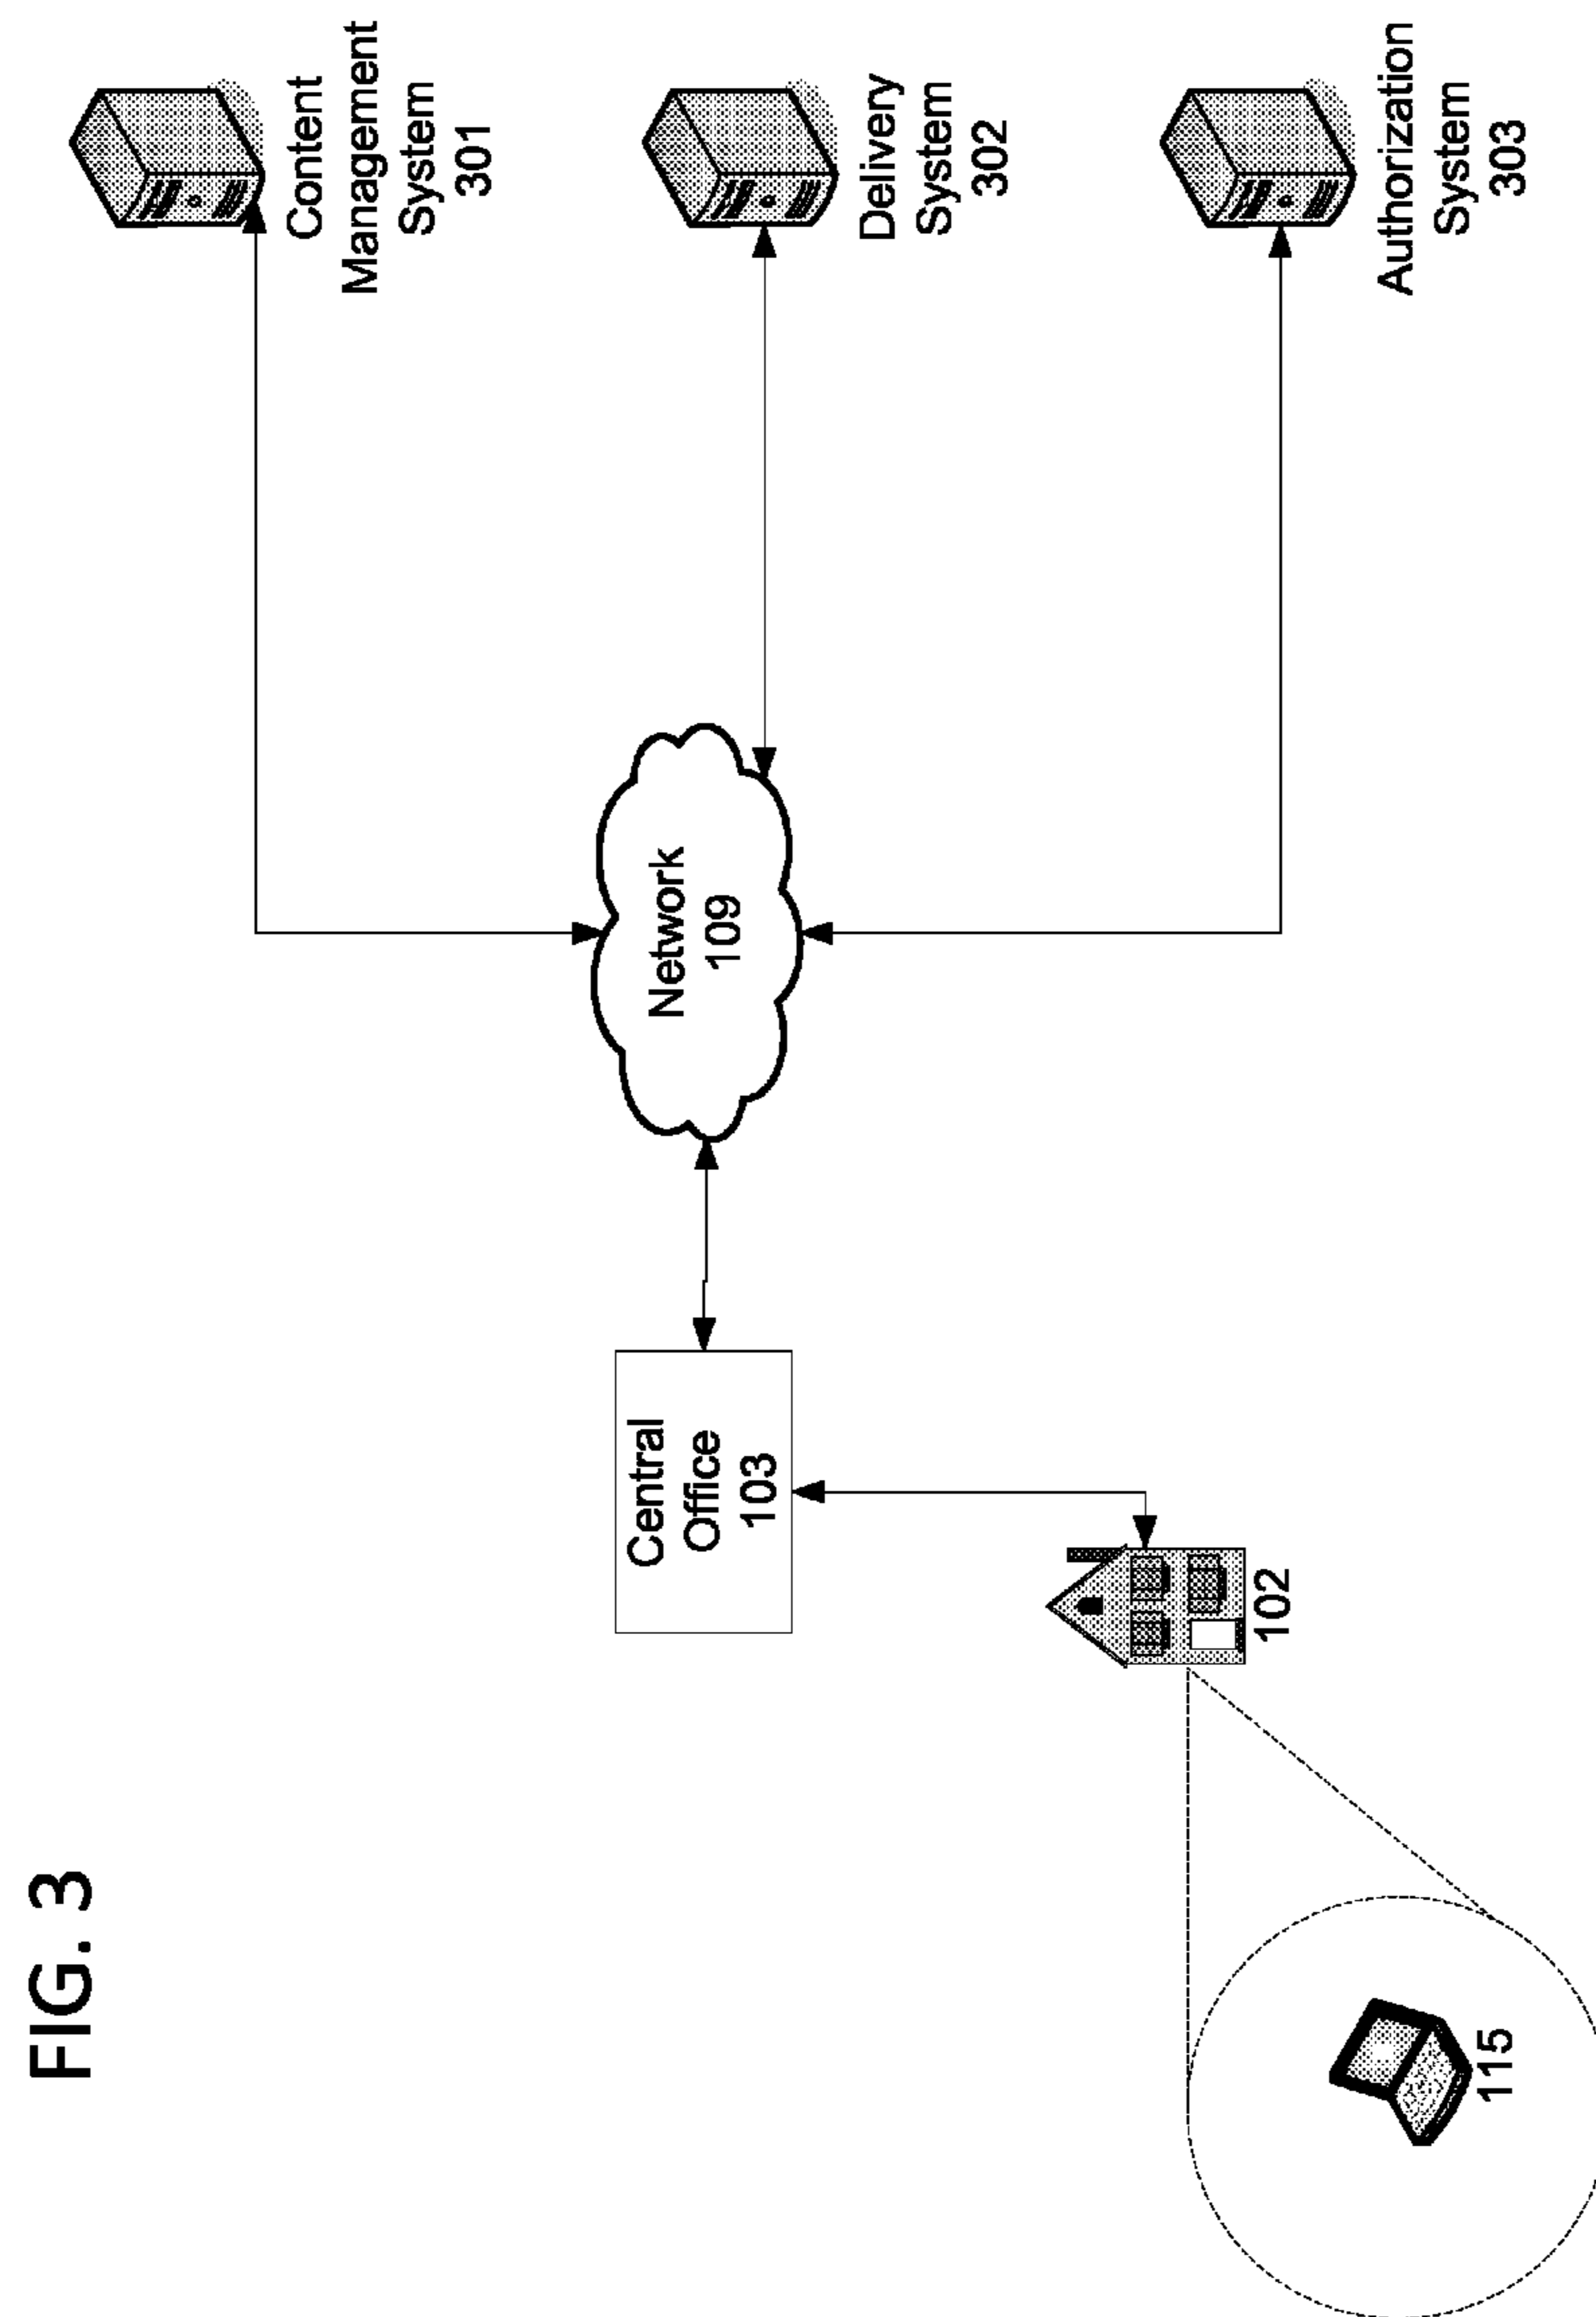 FIG. 3
Content
Management
System
301
Delivery
System
302
Authorization
System
303
Network
109
Central
Office
103
102
115